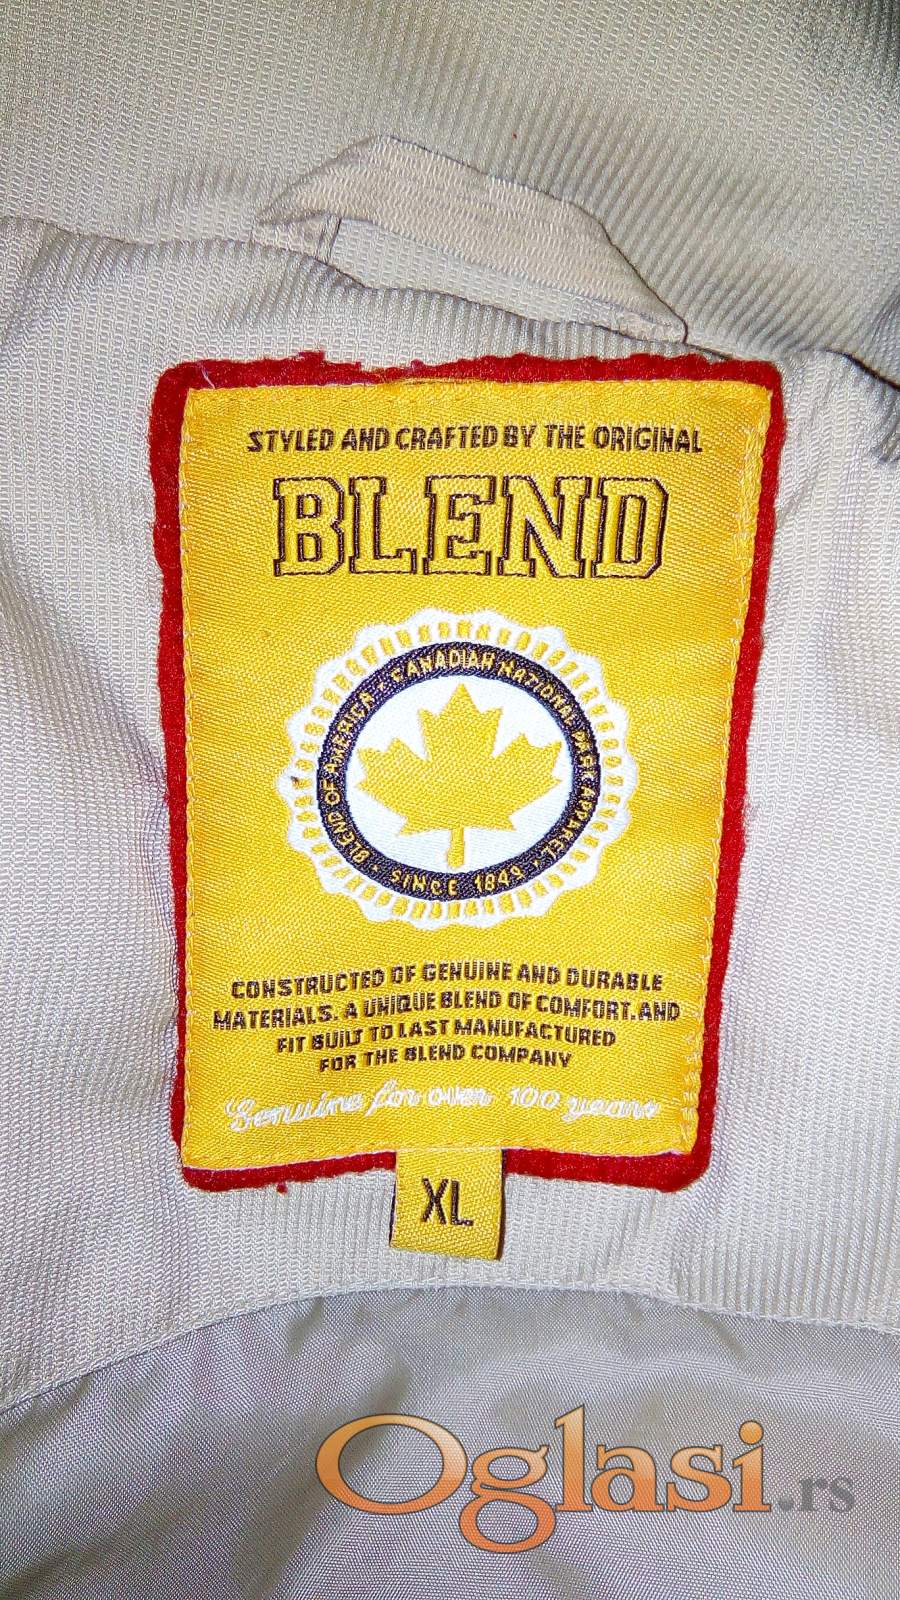 STYLED AND CRAFTED BY THE ORIGINAL
BLEND
BLEND OF AMERICA • CANADIAN NATIONAL PARK APPAREL •
SINCE 1849
CONSTRUCTED OF GENUINE AND DURABLE
MATERIALS. A UNIQUE BLEND OF COMFORT. AND
FIT BUILT TO LAST MANUFACTURED
FOR THE BLEND COMPANY
Genuine for over 100 years
XL
Oglasi.rs